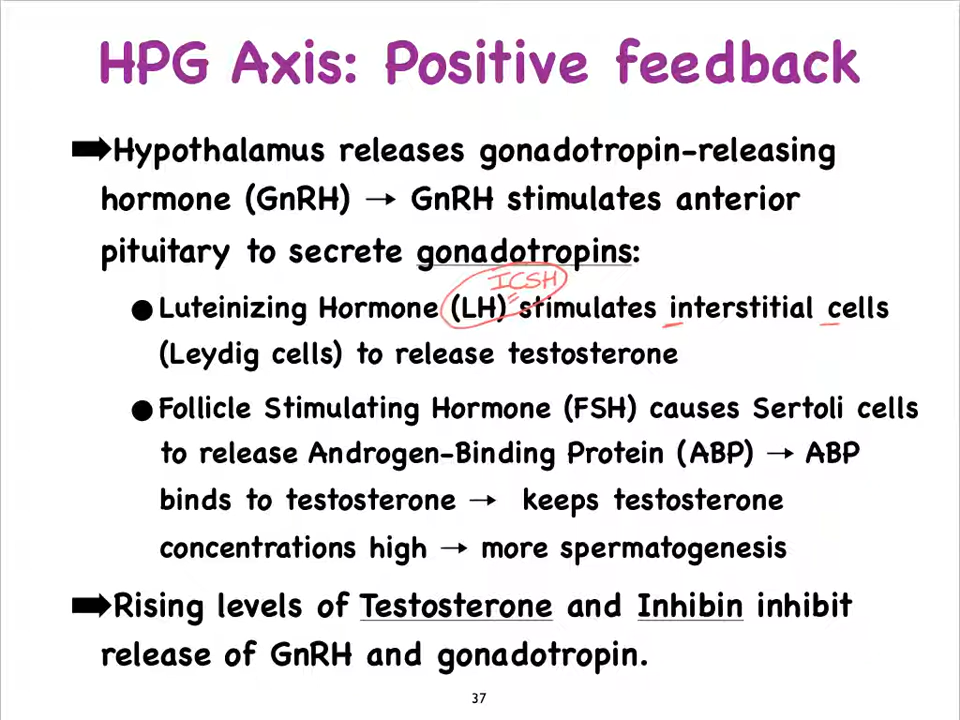 HPG Axis: Positive feedback
➡Hypothalamus releases gonadotropin-releasing
hormone (GnRH) → GnRH stimulates anterior
pituitary to secrete gonadotropins:
ICSH
●Luteinizing Hormone (LH) stimulates interstitial cells
(Leydig cells) to release testosterone
●Follicle Stimulating Hormone (FSH) causes Sertoli cells
to release Androgen-Binding Protein (ABP) → ABP
binds to testosterone → keeps testosterone
concentrations high → more spermatogenesis
➡Rising levels of Testosterone and Inhibin inhibit
release of GnRH and gonadotropin.
37